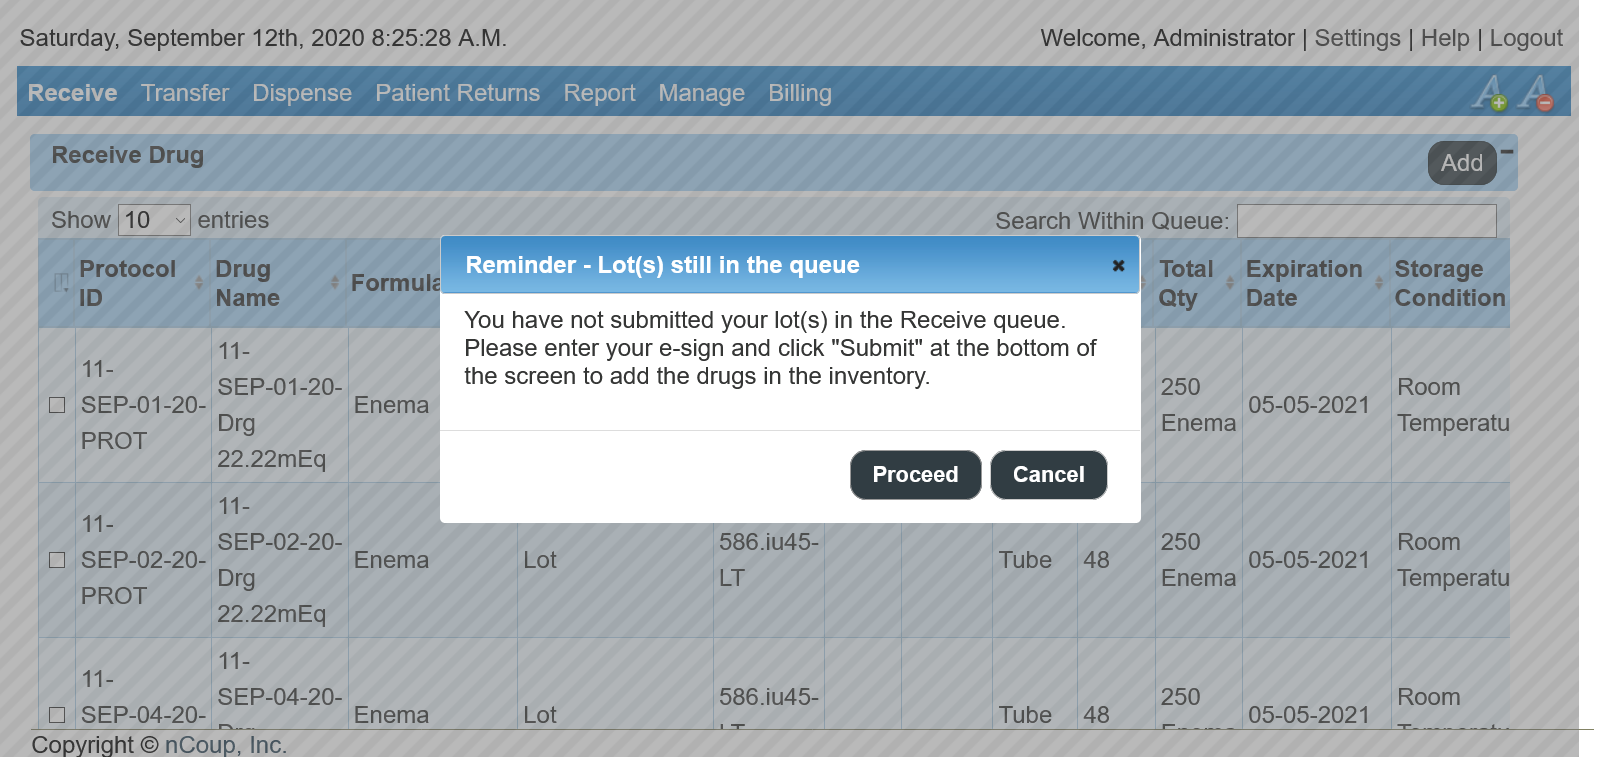 Saturday, September 12th, 2020 8:25:28 A.M.
Welcome, Administrator | Settings | Help | Logout
Receive Transfer Dispense Patient Returns Report Manage Billing
Receive Drug
Add
Show 10 entries
Search Within Queue:
Protocol ID
Drug Name
Total Qty
Expiration Date
Storage Condition
Reminder - Lot(s) still in the queue
You have not submitted your lot(s) in the Receive queue.
Please enter your e-sign and click "Submit" at the bottom of
the screen to add the drugs in the inventory.
Proceed Cancel
11-
SEP-01-20-
PROT
11-
SEP-01-20-
Drg
22.22mEq
Enema
250
Enema
05-05-2021
Room
11-
SEP-02-20-
PROT
11-
SEP-02-20-
Drg
22.22mEq
Enema
Lot
586.iu45-
LT
Tube
48
250
Enema
05-05-2021
Room
11-
SEP-04-20-
11-
SEP-04-20-
Enema
Lot
586.iu45-
Tube
48
250
05-05-2021
Room
Copyright © nCoup, Inc.